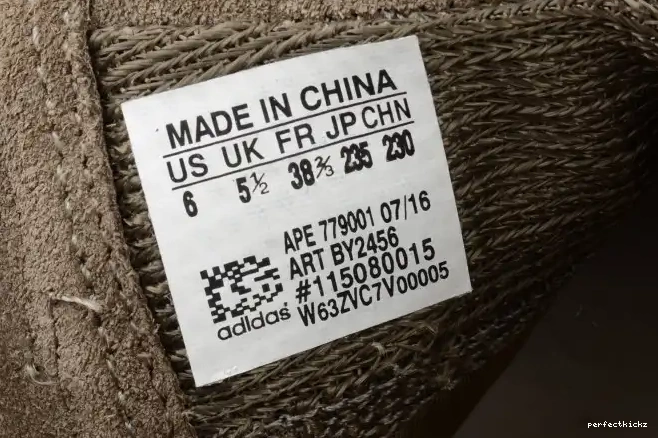 MADE IN CHINA
US UK FR JP CHN
6 5½ 38⅔ 235 230
APE 779001 07/16
ART BY2456
#115080015
W63ZVC7V00005
adidas
perfectkickz